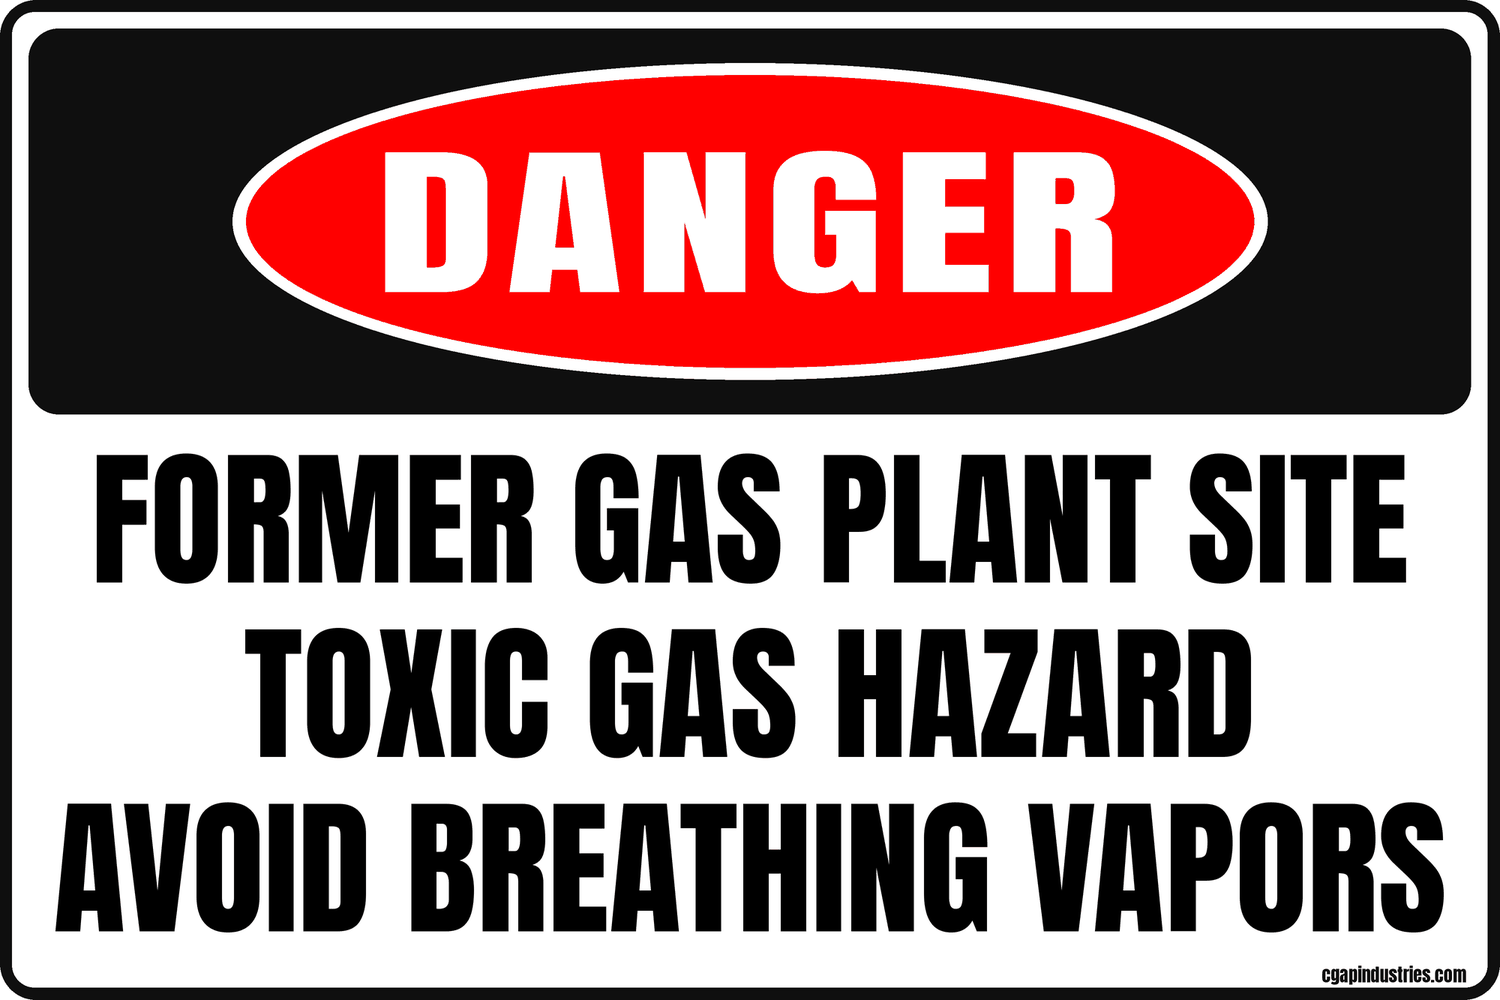 DANGER
FORMER GAS PLANT SITE
TOXIC GAS HAZARD
AVOID BREATHING VAPORS
cgapindustries.com